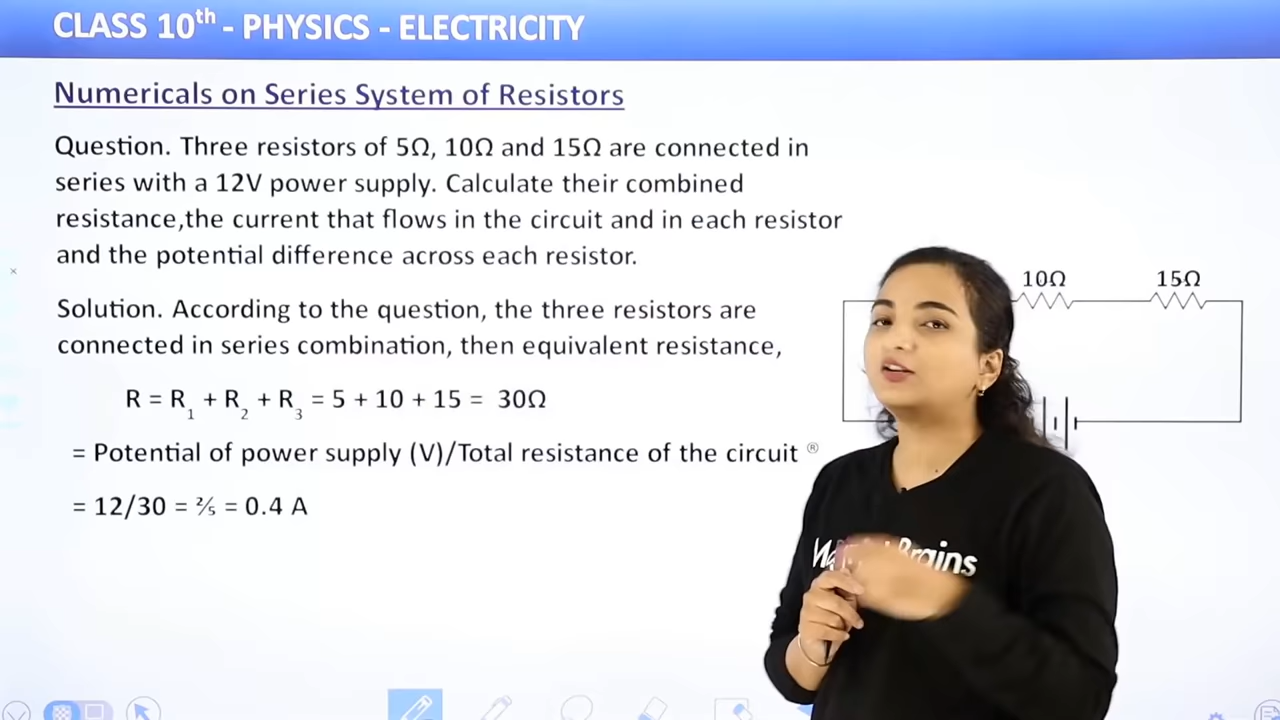 CLASS 10th - PHYSICS - ELECTRICITY
Numericals on Series System of Resistors
Question. Three resistors of 5Ω, 10Ω and 15Ω are connected in
series with a 12V power supply. Calculate their combined
resistance,the current that flows in the circuit and in each resistor
and the potential difference across each resistor.
10Ω 15Ω
Solution. According to the question, the three resistors are
connected in series combination, then equivalent resistance,
R = R1 + R2 + R3 = 5 + 10 + 15 = 30Ω
= Potential of power supply (V)/Total resistance of the circuit ®
= 12/30 = ⅖ = 0.4 A
Brains